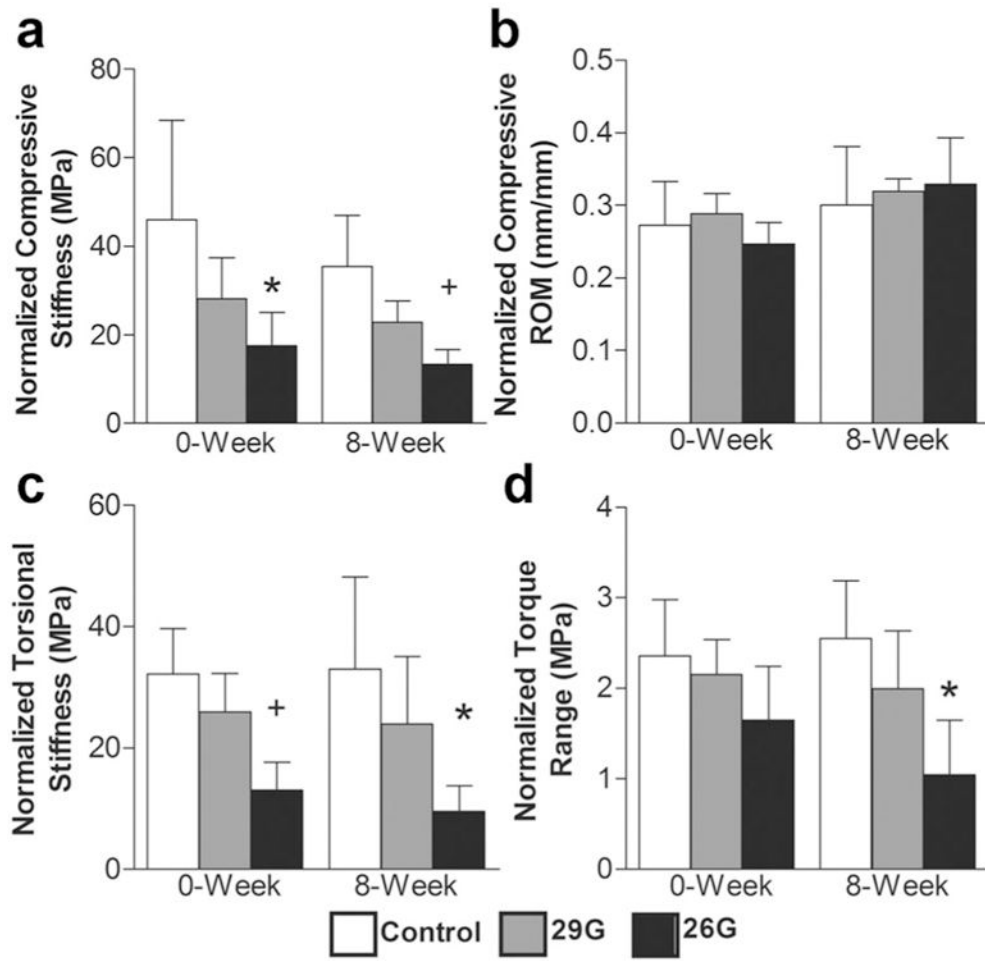 a
Normalized Compressive
Stiffness (MPa)
80
60
40
20
0
*
+
0-Week
8-Week
b
Normalized Compressive
ROM (mm/mm)
0.5
0.4
0.3
0.2
0.1
0.0
0-Week
8-Week
c
Normalized Torsional
Stiffness (MPa)
60
40
20
0
+
*
0-Week
8-Week
d
Normalized Torque
Range (MPa)
4
3
2
1
0
*
0-Week
8-Week
Control 29G 26G